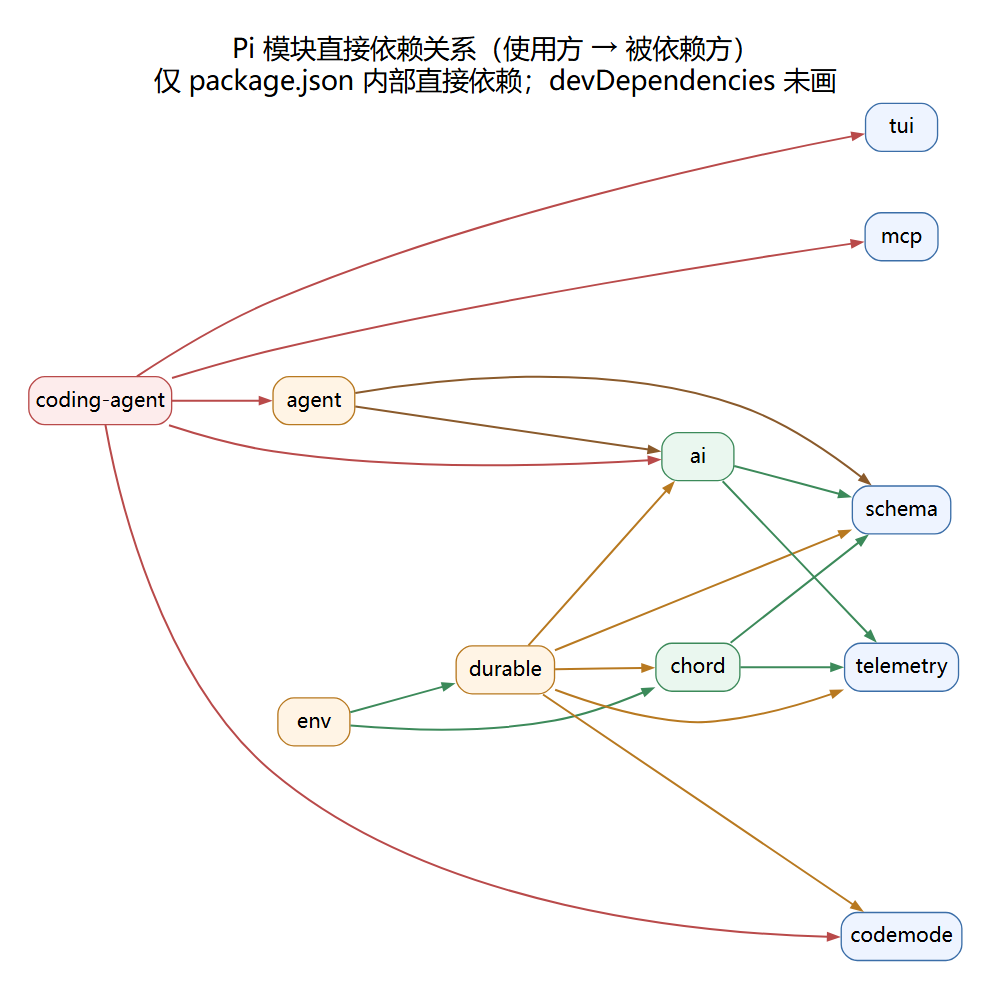 Pi 模块直接依赖关系（使用方 → 被依赖方）
仅 package.json 内部直接依赖；devDependencies 未画
tui
mcp
coding-agent
agent
ai
schema
durable
chord
telemetry
env
codemode